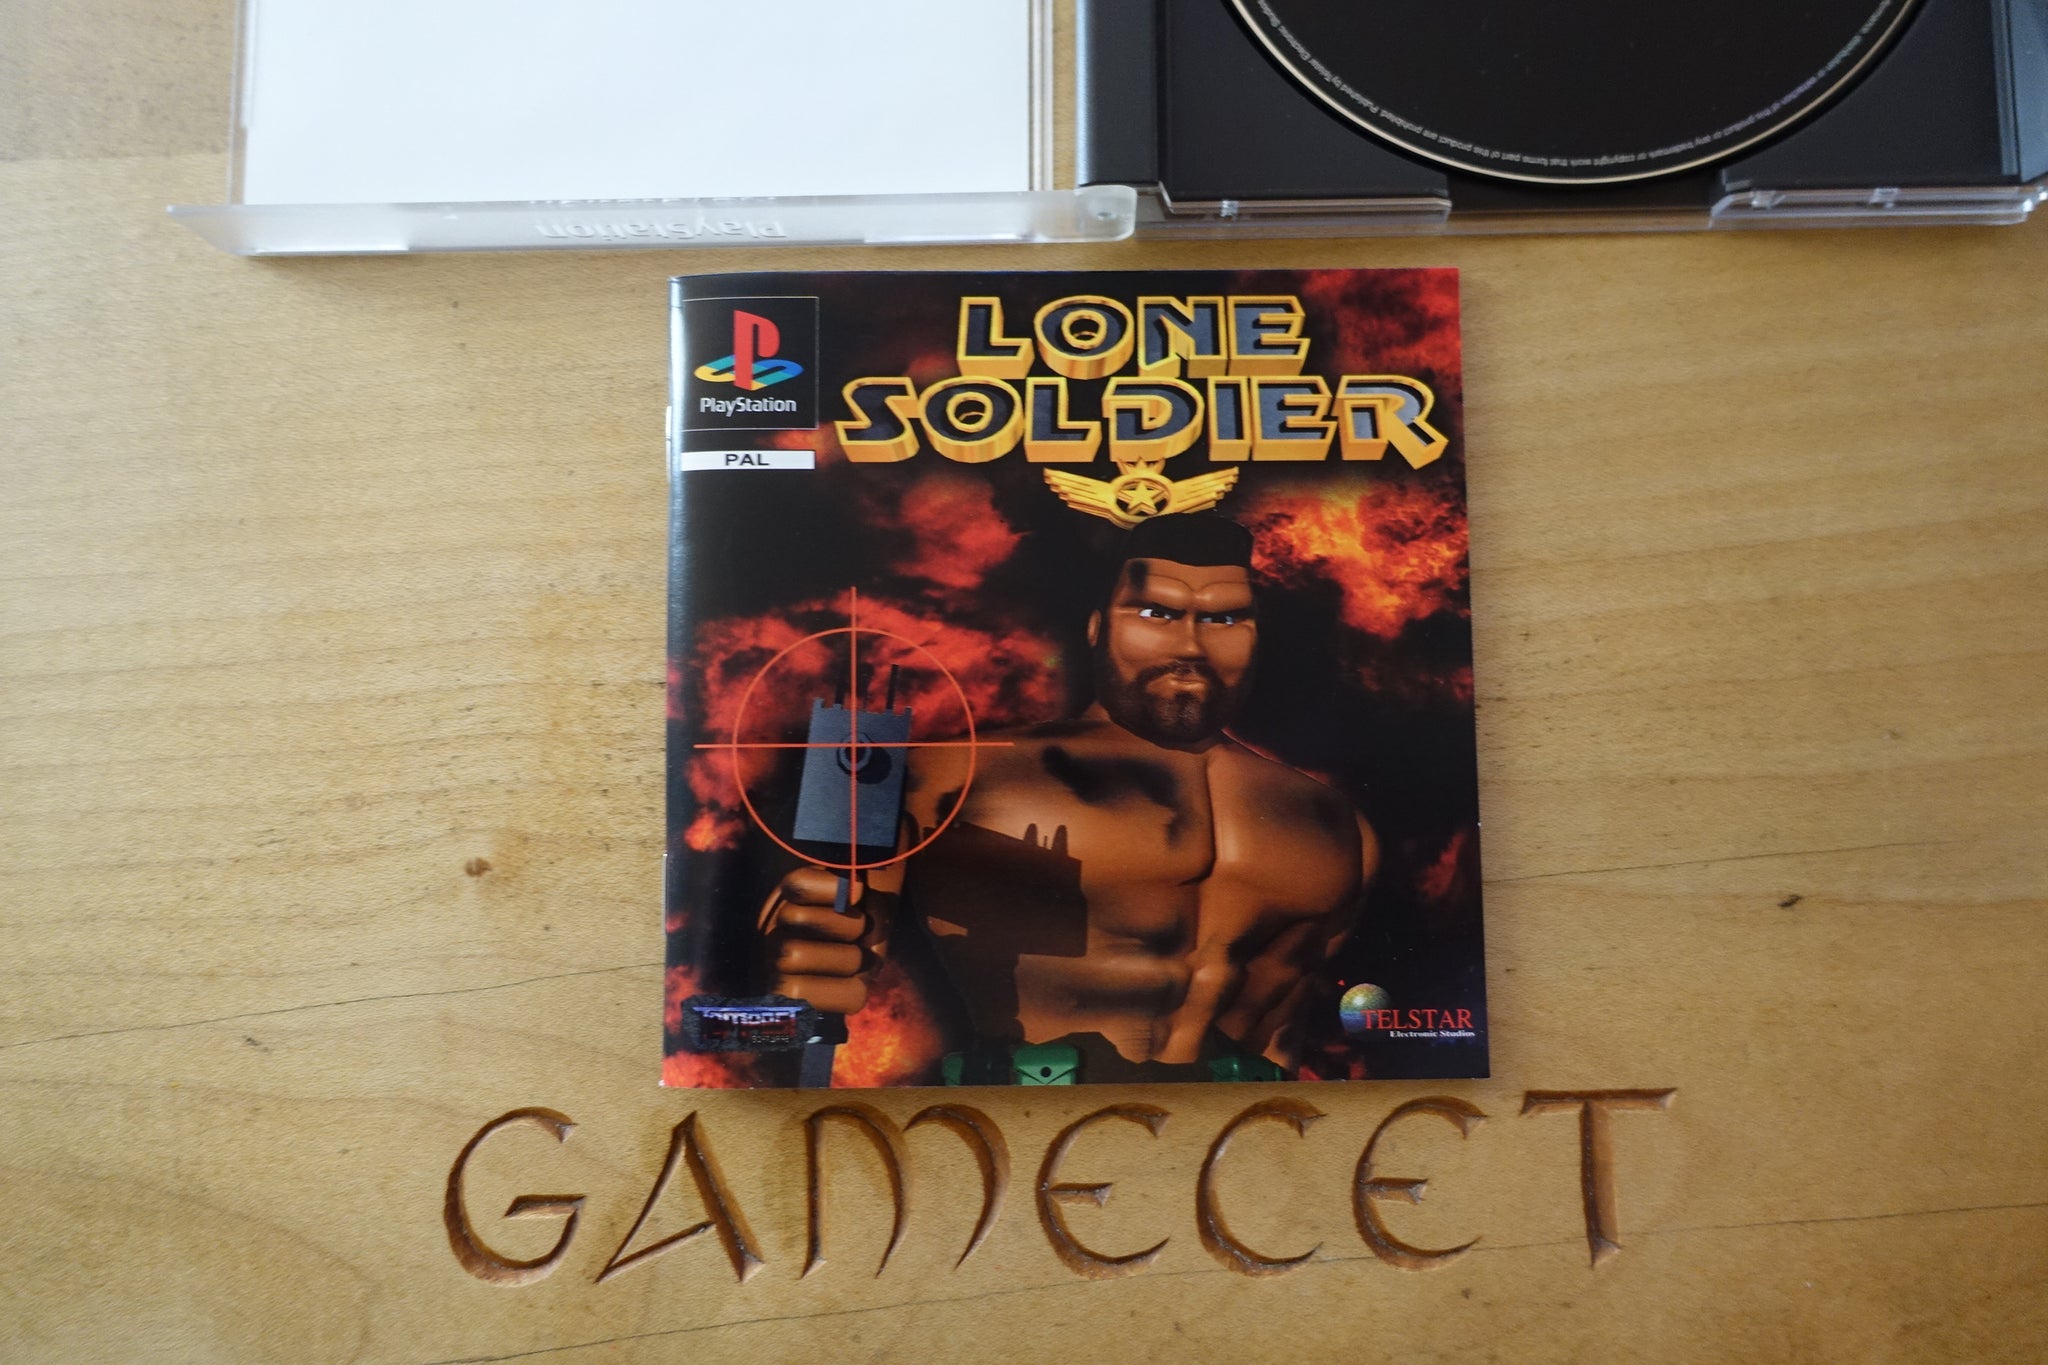 PlayStation
LONE
SOLDIER
PlayStation
PAL
TELSTAR
Electronic Studios
GAMECET